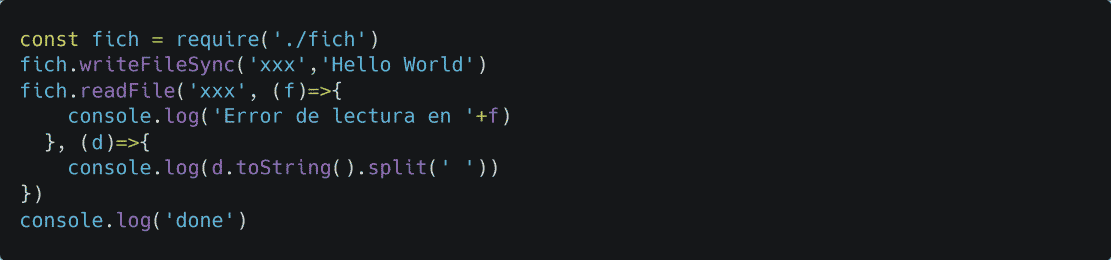 const fich = require('./fich')
fich.writeFileSync('xxx','Hello World')
fich.readFile('xxx', (f)=>{
    console.log('Error de lectura en '+f)
  }, (d)=>{
    console.log(d.toString().split(' '))
})
console.log('done')